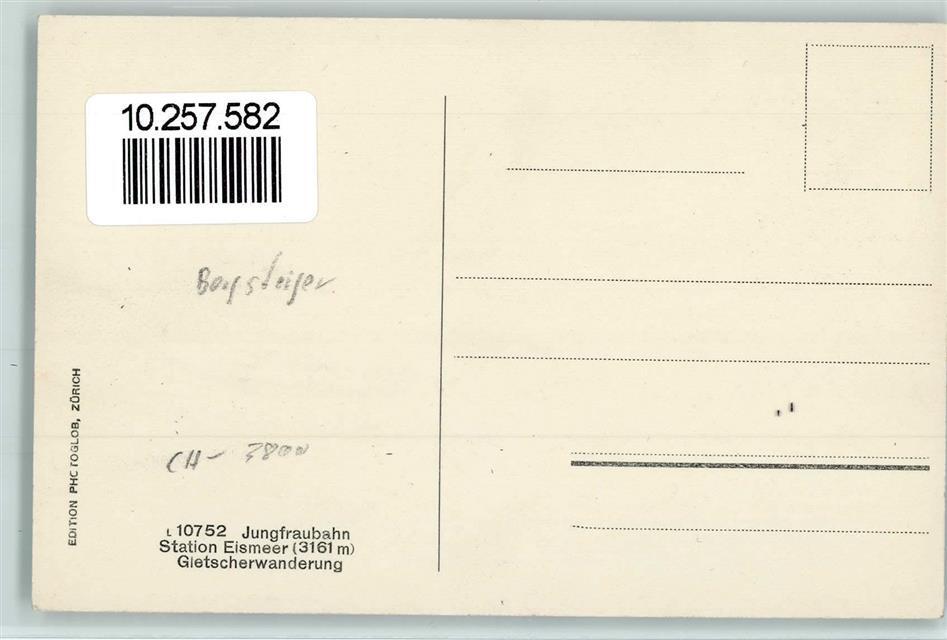 10.257.582
Bergsteiger
CH- 3800
EDITION PHOTOGLOB, ZÜRICH
L 10752 Jungfraubahn
Station Eismeer (3161 m)
Gletscherwanderung